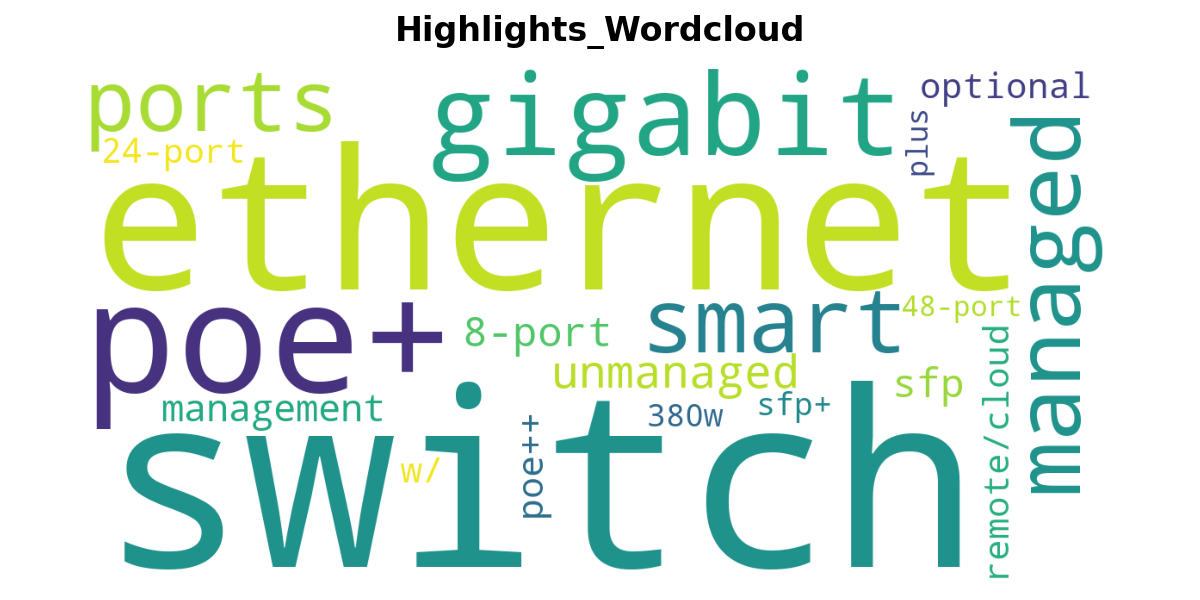 Highlights_Wordcloud
ports
gigabit
optional
plus
managed
24-port
ethernet
poe+
8-port
smart
48-port
unmanaged
sfp
management
380w
sfp+
remote/cloud
switch
w/
poe++